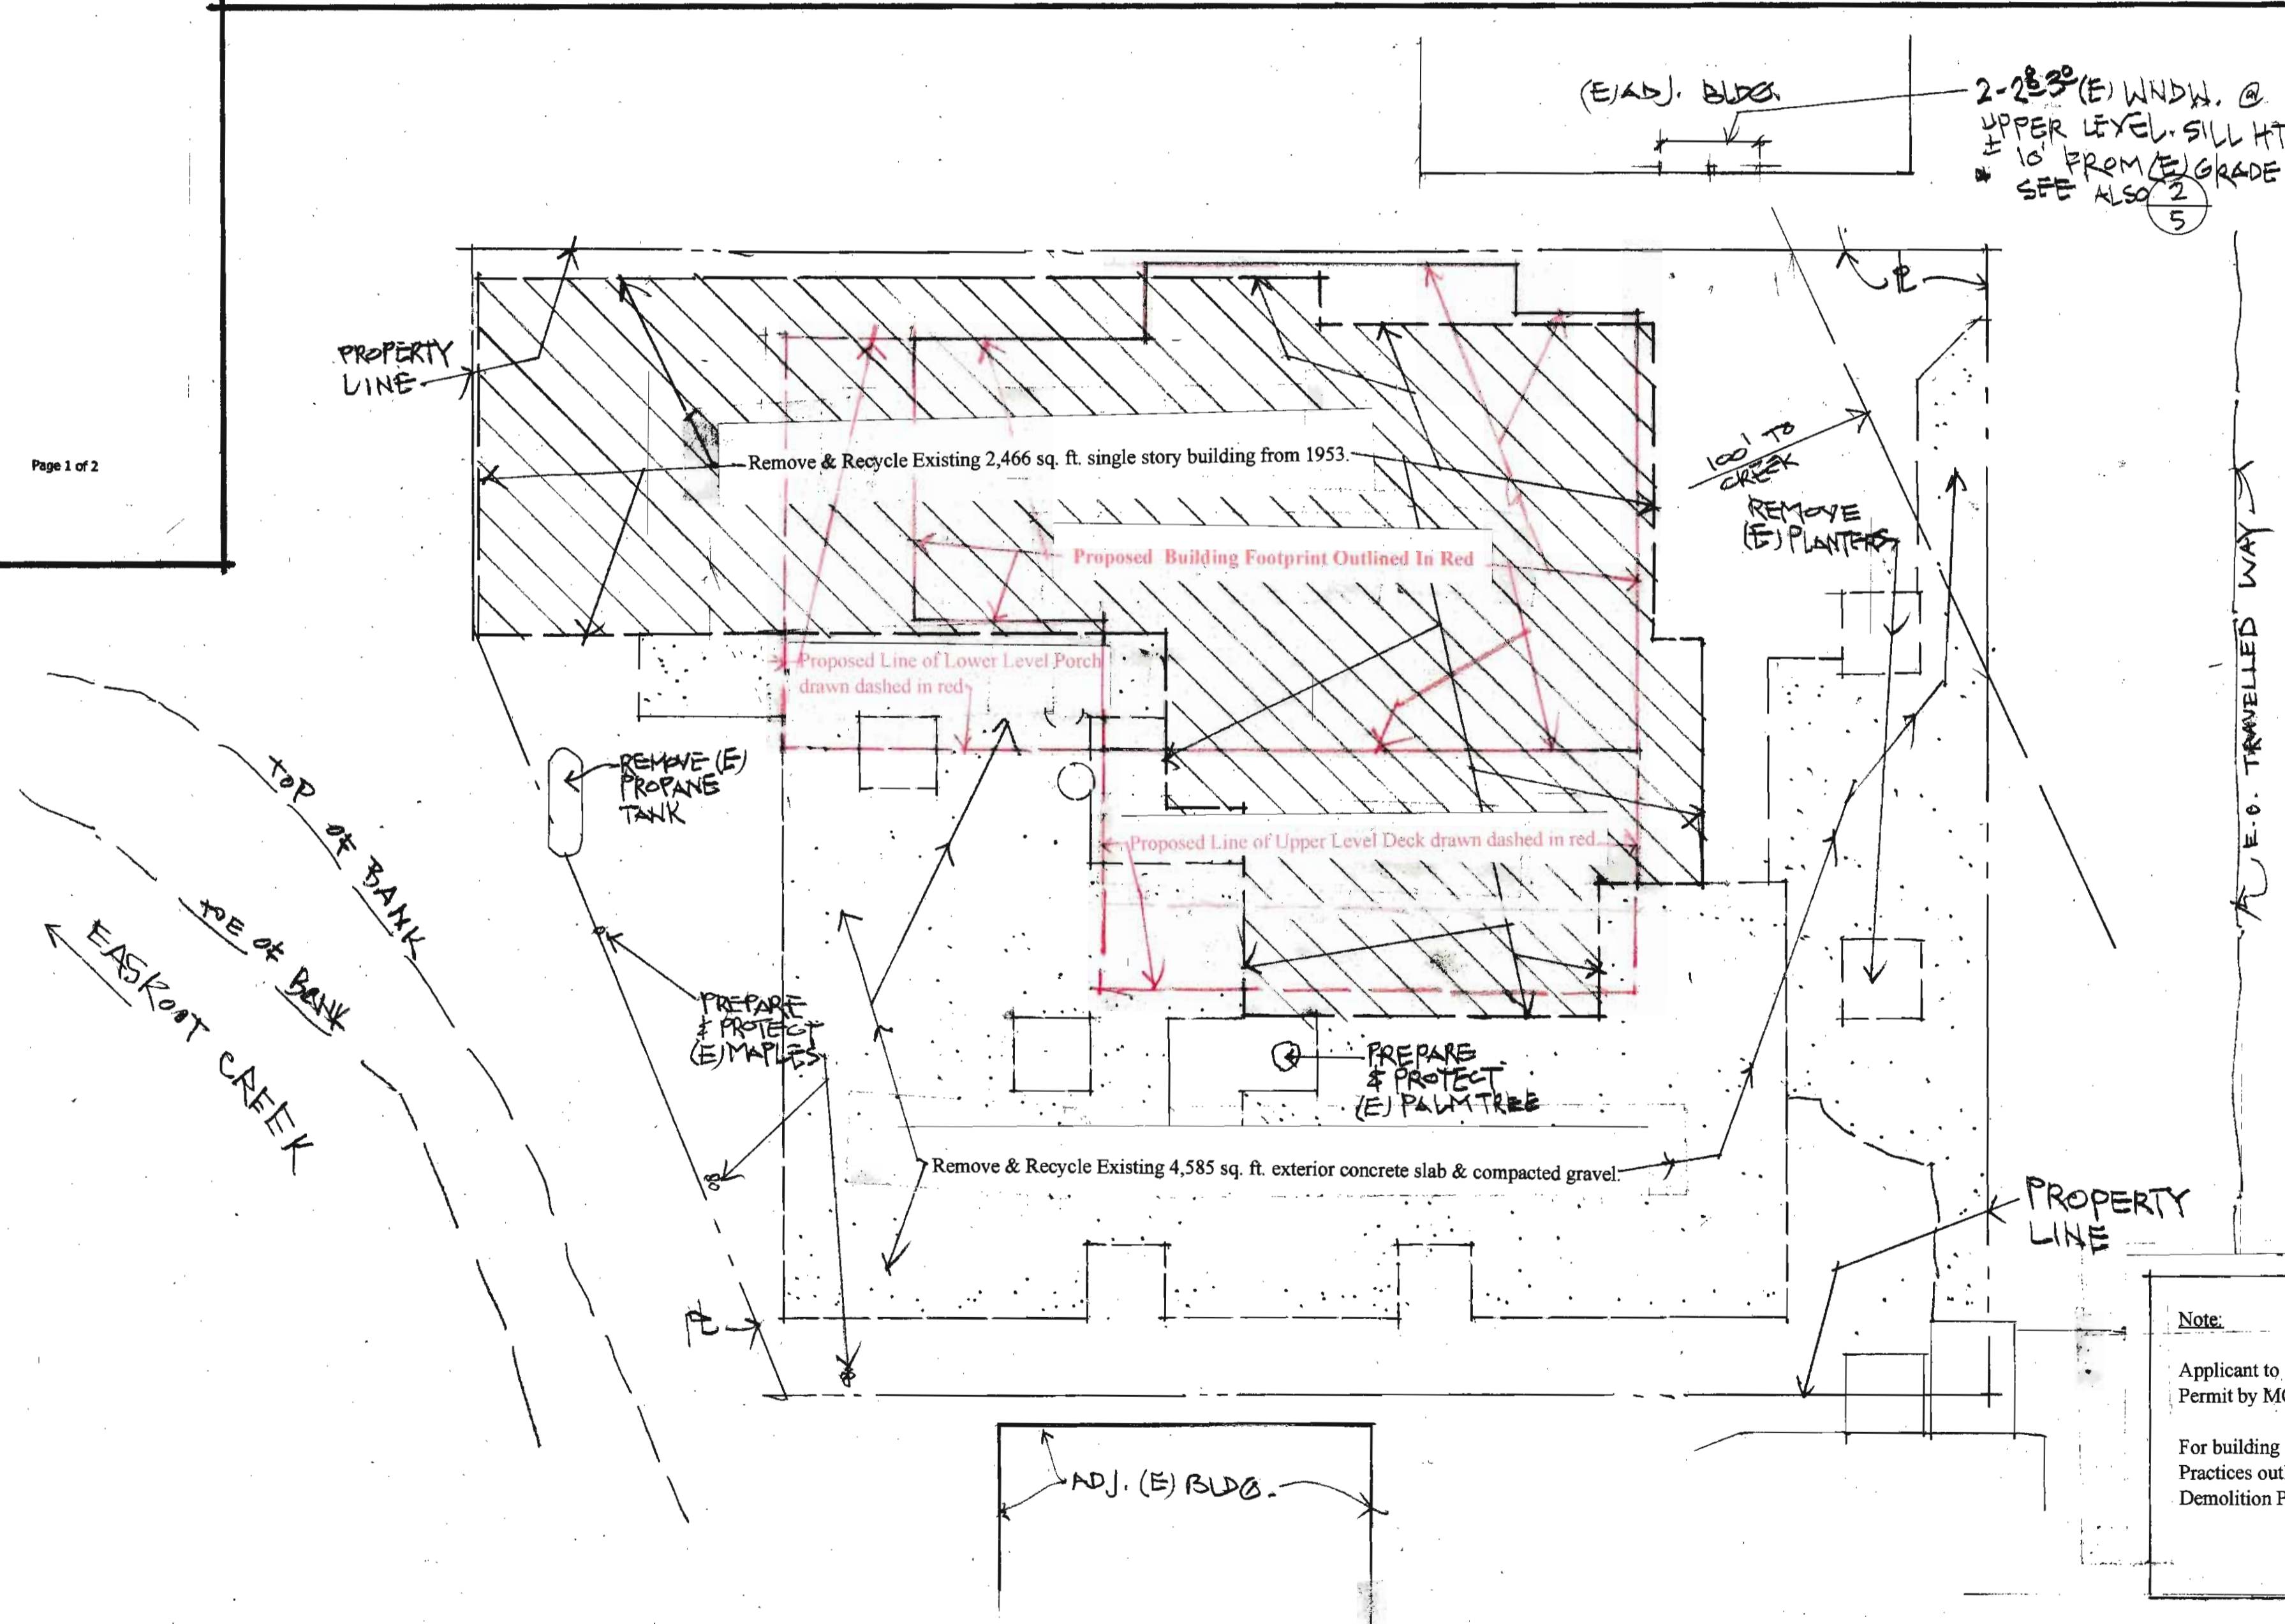 (E) ADJ. BLDG.
2-2⁸3⁰ (E) WNDW. @
UPPER LEVEL. SILL HT
± 10' FROM (E) GRADE
SEE ALSO 2
5
PL
PROPERTY
LINE
Page 1 of 2
Remove & Recycle Existing 2,466 sq. ft. single story building from 1953.
100' TO
CREEK
REMOVE
(E) PLANTERS
Proposed Building Footprint Outlined In Red
E.O. TRAVELLED WAY
Proposed Line of Lower Level Porch
drawn dashed in red
REMOVE (E)
PROPANE
TANK
TOP OF BANK
TOE OF BANK
EASKOOT CREEK
Proposed Line of Upper Level Deck drawn dashed in red
PREPARE
& PROTECT
(E) MAPLES
PREPARE
& PROTECT
(E) PALM TREE
Remove & Recycle Existing 4,585 sq. ft. exterior concrete slab & compacted gravel.
PROPERTY
LINE
PL
ADJ. (E) BLDG.
Note:
Applicant to
Permit by M
For building
Practices out
Demolition P